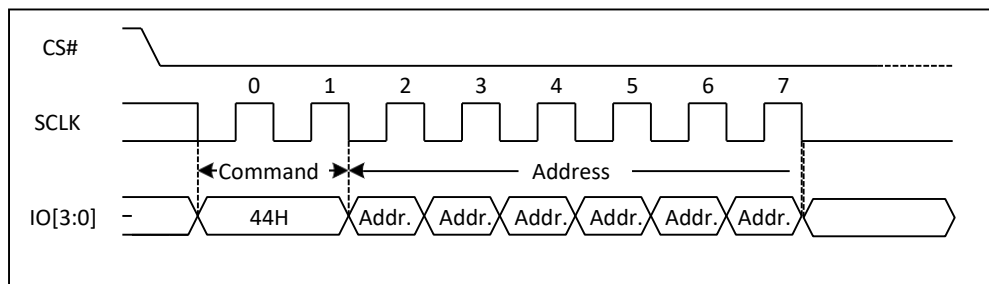 CS#
0 1 2 3 4 5 6 7
SCLK
Command Address
IO[3:0] 44H Addr. Addr. Addr. Addr. Addr. Addr.